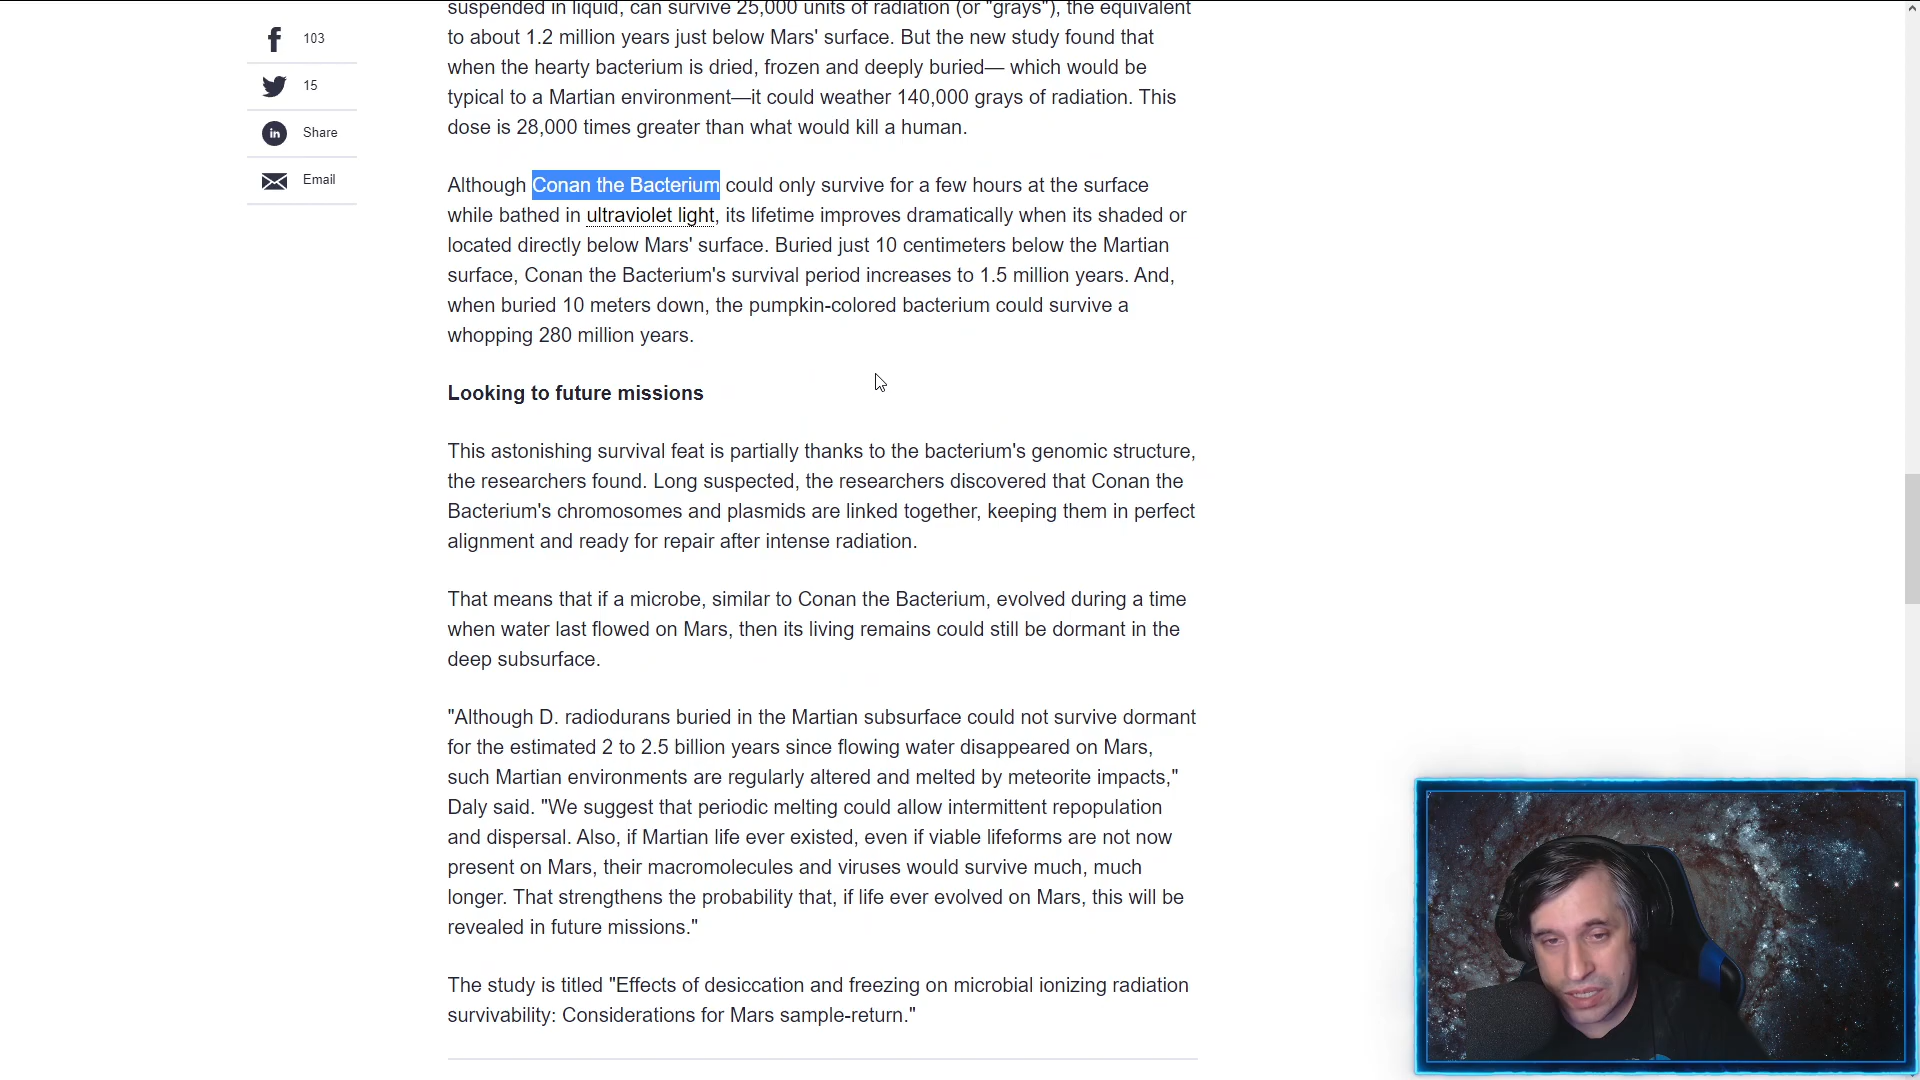 suspended in liquid, can survive 25,000 units of radiation (or "grays"), the equivalent
to about 1.2 million years just below Mars' surface. But the new study found that
when the hearty bacterium is dried, frozen and deeply buried— which would be
typical to a Martian environment—it could weather 140,000 grays of radiation. This
dose is 28,000 times greater than what would kill a human.
103
15
in Share
Email
Although Conan the Bacterium could only survive for a few hours at the surface
while bathed in ultraviolet light, its lifetime improves dramatically when its shaded or
located directly below Mars' surface. Buried just 10 centimeters below the Martian
surface, Conan the Bacterium's survival period increases to 1.5 million years. And,
when buried 10 meters down, the pumpkin-colored bacterium could survive a
whopping 280 million years.
Looking to future missions
This astonishing survival feat is partially thanks to the bacterium's genomic structure,
the researchers found. Long suspected, the researchers discovered that Conan the
Bacterium's chromosomes and plasmids are linked together, keeping them in perfect
alignment and ready for repair after intense radiation.
That means that if a microbe, similar to Conan the Bacterium, evolved during a time
when water last flowed on Mars, then its living remains could still be dormant in the
deep subsurface.
"Although D. radiodurans buried in the Martian subsurface could not survive dormant
for the estimated 2 to 2.5 billion years since flowing water disappeared on Mars,
such Martian environments are regularly altered and melted by meteorite impacts,"
Daly said. "We suggest that periodic melting could allow intermittent repopulation
and dispersal. Also, if Martian life ever existed, even if viable lifeforms are not now
present on Mars, their macromolecules and viruses would survive much, much
longer. That strengthens the probability that, if life ever evolved on Mars, this will be
revealed in future missions."
The study is titled "Effects of desiccation and freezing on microbial ionizing radiation
survivability: Considerations for Mars sample-return."